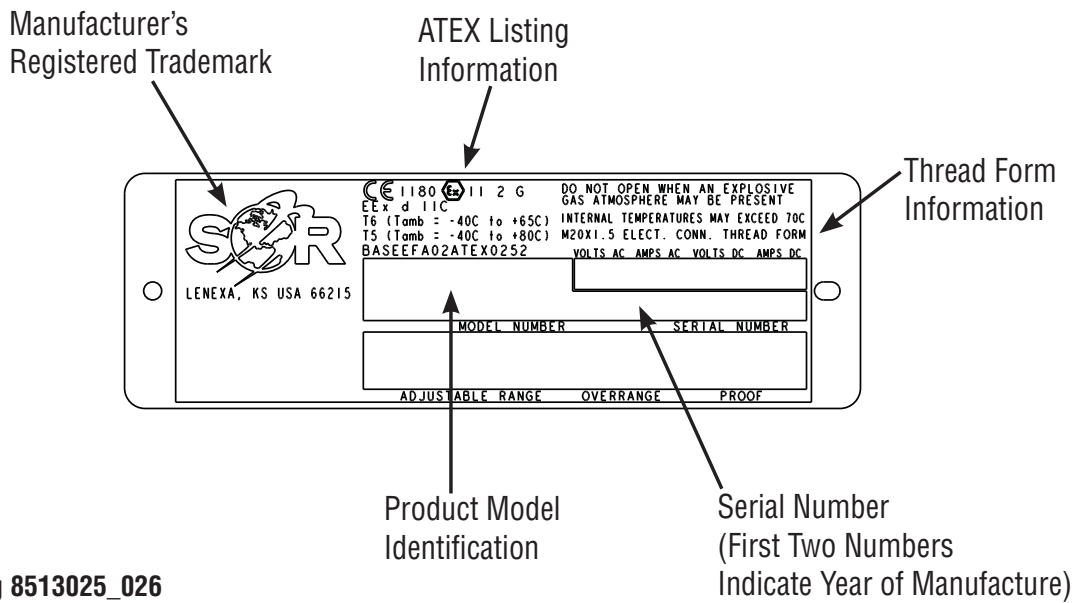 Manufacturer's
Registered Trademark
ATEX Listing
Information
Thread Form
Information
SOR
LENEXA, KS USA 66215
CE 1180 Ex II 2 G
EEx d IIC
T6 (Tamb = -40C to +65C)
T5 (Tamb = -40C to +80C)
BASEEFA02ATEX0252
DO NOT OPEN WHEN AN EXPLOSIVE
GAS ATMOSPHERE MAY BE PRESENT
INTERNAL TEMPERATURES MAY EXCEED 70C
M20X1.5 ELECT. CONN. THREAD FORM
VOLTS AC AMPS AC VOLTS DC AMPS DC
MODEL NUMBER SERIAL NUMBER
ADJUSTABLE RANGE OVERRANGE PROOF
Product Model
Identification
Serial Number
(First Two Numbers
Indicate Year of Manufacture)
8513025_026